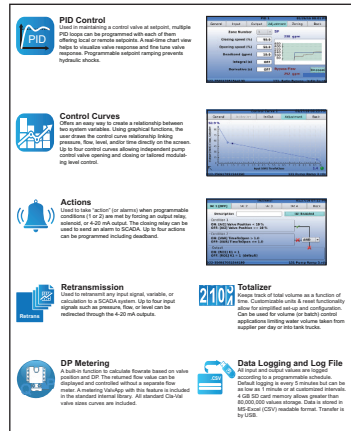 PID Control
Used in maintaining a control valve at setpoint, multiple
PID loops can be programmed with each of them
offering local or remote setpoints. A real-time chart view
helps to visualize valve response and fine tune valve
response. Programmable setpoint ramping prevents
hydraulic shocks.
PID
Control Curves
Offers an easy way to create a relationship between
two system variables. Using graphical functions, the
user draws the control curve relationship linking
pressure, flow, level, and/or time directly on the screen.
Up to four control curves allowing independent pump
control valve opening and closing or tailored modulat-
ing level control.
Actions
Used to take "action" (or alarms) when programmable
conditions (1 or 2) are met by forcing an output relay,
solenoid, or 4-20 mA output. The closing relay can be
used to send an alarm to SCADA. Up to four actions
can be programmed including deadband.
Retransmission
Used to retransmit any input signal, variable, or
calculation to a SCADA system. Up to four input
signals such as pressure, flow, or level can be
redirected through the 4-20 mA outputs.
Retrans
Totalizer
Keeps track of total volume as a function of
time. Customizable units & reset functionality
allow for simplified set-up and configuration.
Can be used for volume (or batch) control
applications limiting water volume taken from
supplier per day or into tank trucks.
DP Metering
A built-in function to calculate flowrate based on valve
position and DP. The returned flow value can be
displayed and controlled without a separate flow
meter. A metering ValvApp with this feature is included
in the standard internal library. All standard Cla-Val
valve sizes curves are included.
Data Logging and Log File
All input and output values are logged
according to a programmable schedule.
Default logging is every 5 minutes but can be
as low as 1 minute or at customized intervals.
4 GB SD card memory allows greater than
80,000,000 values storage. Data is stored in
MS-Excel (CSV) readable format. Transfer is
by USB.
.CSV